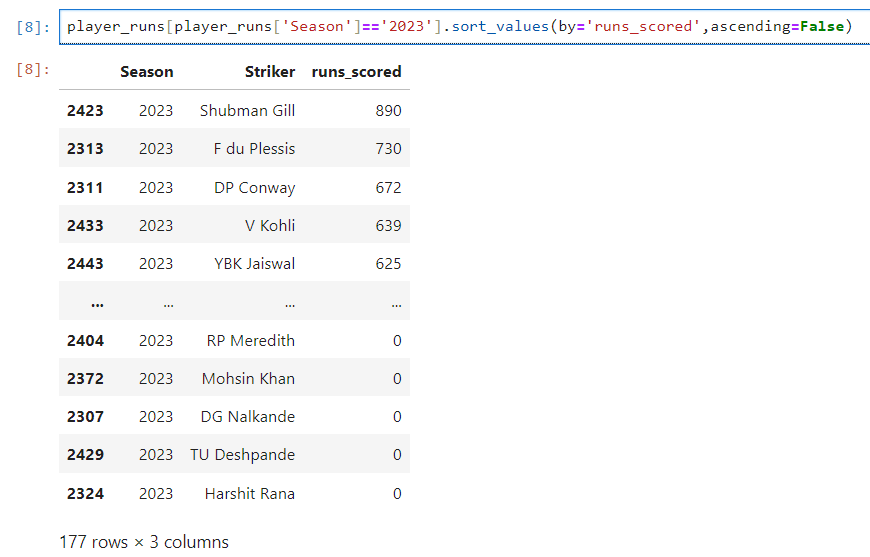 [8]: player_runs[player_runs['Season']=='2023'].sort_values(by='runs_scored',ascending=False)
[8]: Season Striker runs_scored
2423 2023 Shubman Gill 890
2313 2023 F du Plessis 730
2311 2023 DP Conway 672
2433 2023 V Kohli 639
2443 2023 YBK Jaiswal 625
... ... ... ...
2404 2023 RP Meredith 0
2372 2023 Mohsin Khan 0
2307 2023 DG Nalkande 0
2429 2023 TU Deshpande 0
2324 2023 Harshit Rana 0
177 rows × 3 columns